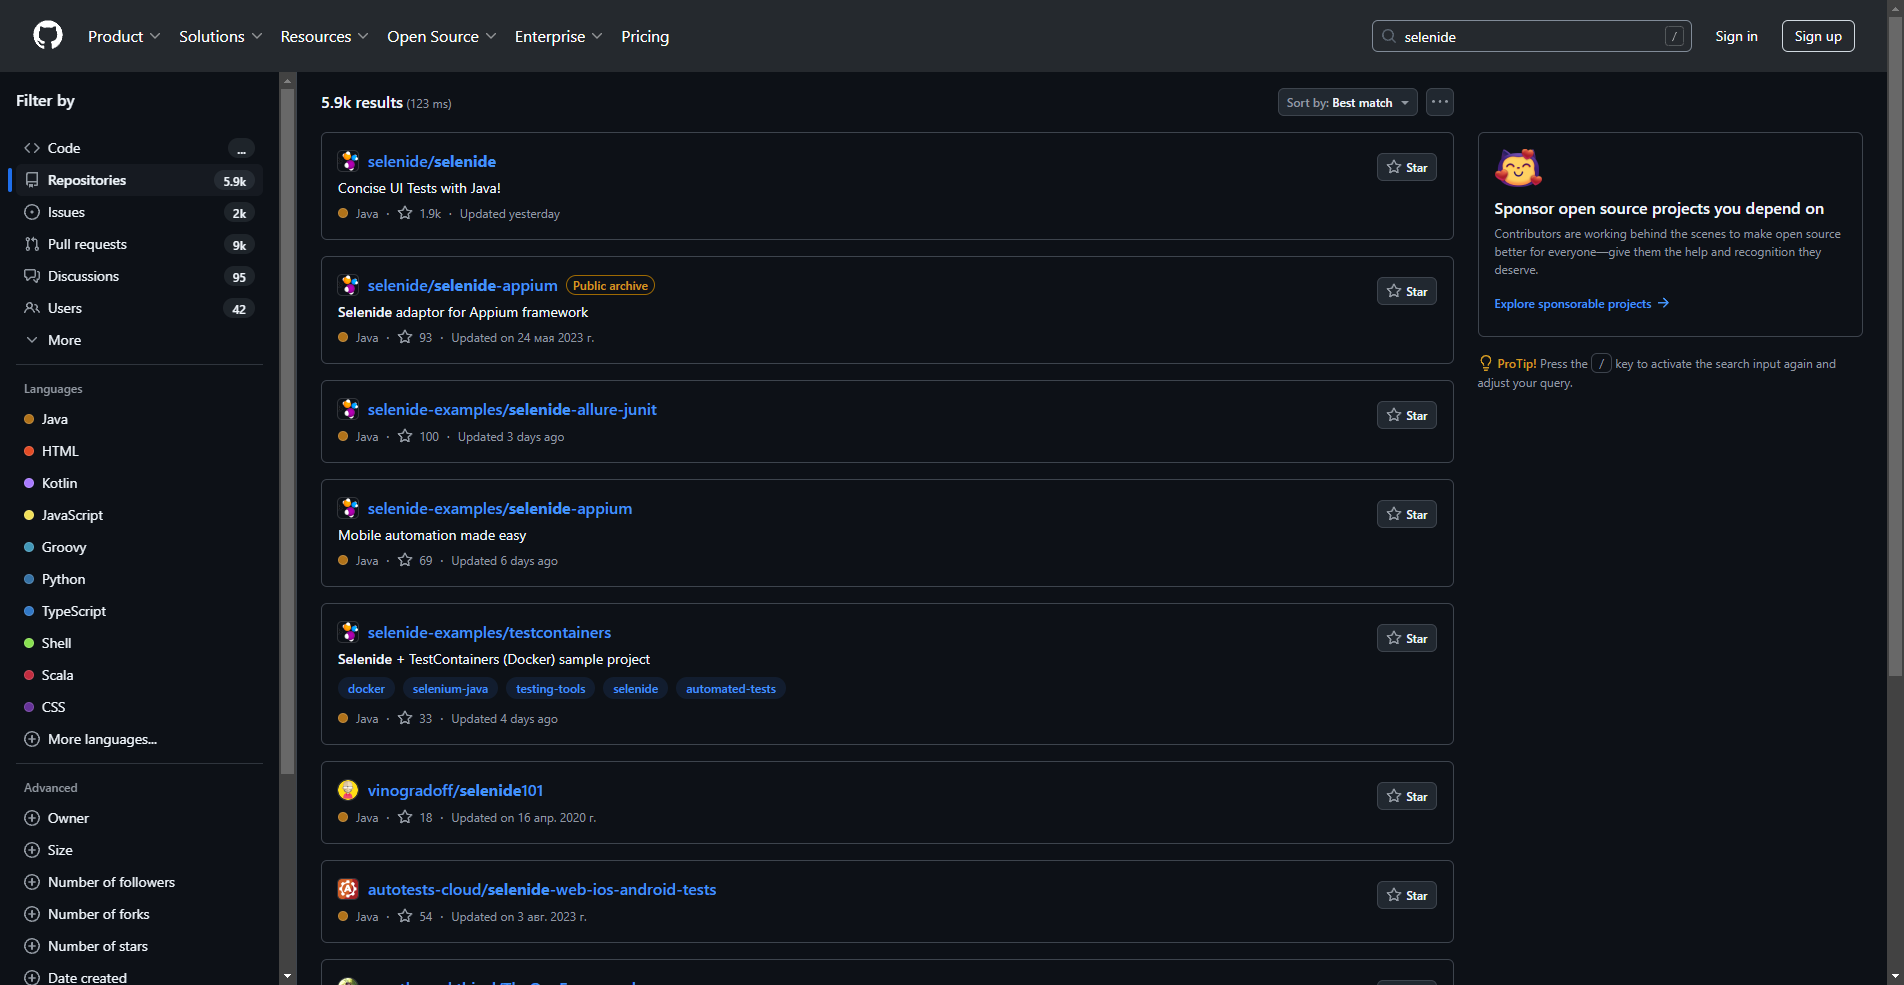 Product Solutions Resources Open Source Enterprise Pricing
selenide /
Sign in
Sign up
Filter by
Code ...
Repositories 5.9k
Issues 2k
Pull requests 9k
Discussions 95
Users 42
More
Languages
Java
HTML
Kotlin
JavaScript
Groovy
Python
TypeScript
Shell
Scala
CSS
More languages...
Advanced
Owner
Size
Number of followers
Number of forks
Number of stars
Date created
5.9k results (123 ms)
Sort by: Best match
selenide/selenide
Star
Concise UI Tests with Java!
Java · 1.9k · Updated yesterday
selenide/selenide-appium Public archive
Star
Selenide adaptor for Appium framework
Java · 93 · Updated on 24 мая 2023 г.
selenide-examples/selenide-allure-junit
Star
Java · 100 · Updated 3 days ago
selenide-examples/selenide-appium
Star
Mobile automation made easy
Java · 69 · Updated 6 days ago
selenide-examples/testcontainers
Star
Selenide + TestContainers (Docker) sample project
docker selenium-java testing-tools selenide automated-tests
Java · 33 · Updated 4 days ago
vinogradoff/selenide101
Star
Java · 18 · Updated on 16 апр. 2020 г.
autotests-cloud/selenide-web-ios-android-tests
Star
Java · 54 · Updated on 3 авг. 2023 г.
Sponsor open source projects you depend on
Contributors are working behind the scenes to make open source
better for everyone—give them the help and recognition they
deserve.
Explore sponsorable projects →
ProTip! Press the / key to activate the search input again and
adjust your query.